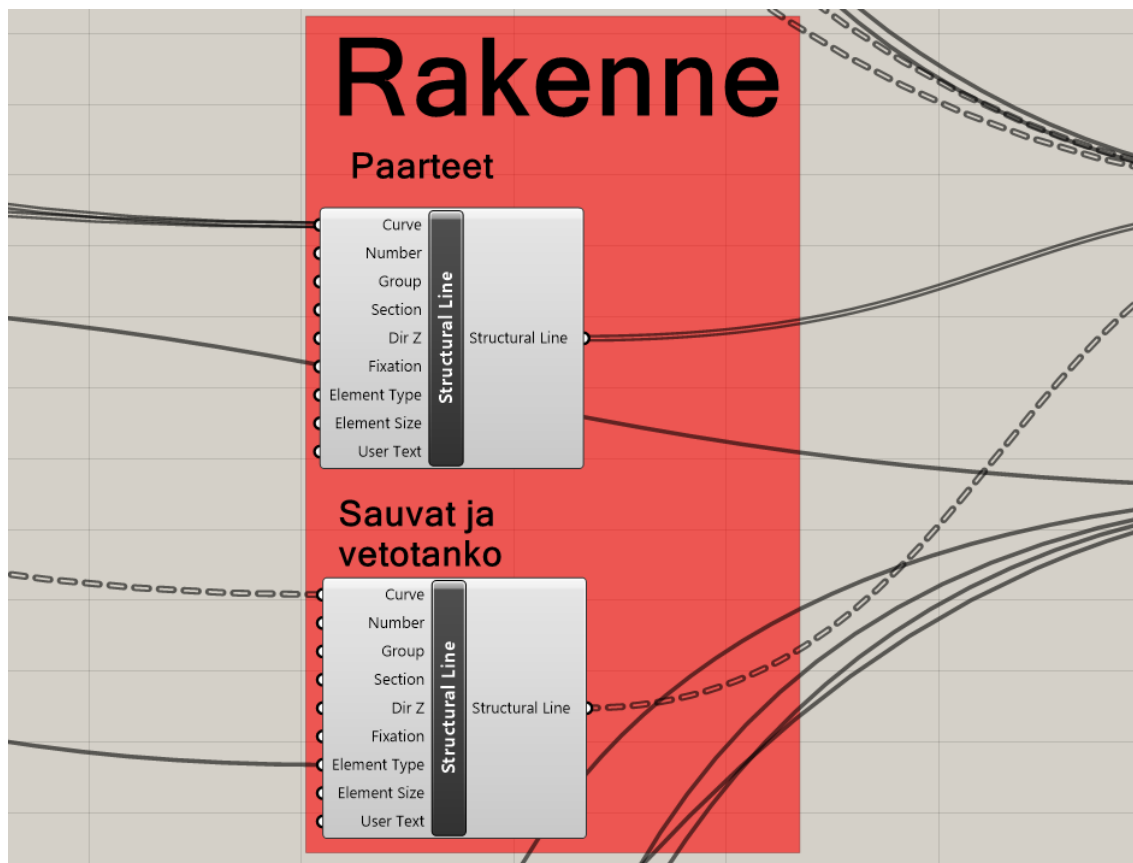 Rakenne
Paarteet
Curve
Number
Group
Section
Dir Z
Fixation
Element Type
Element Size
User Text
Structural Line
Structural Line
Sauvat ja
vetotanko
Curve
Number
Group
Section
Dir Z
Fixation
Element Type
Element Size
User Text
Structural Line
Structural Line